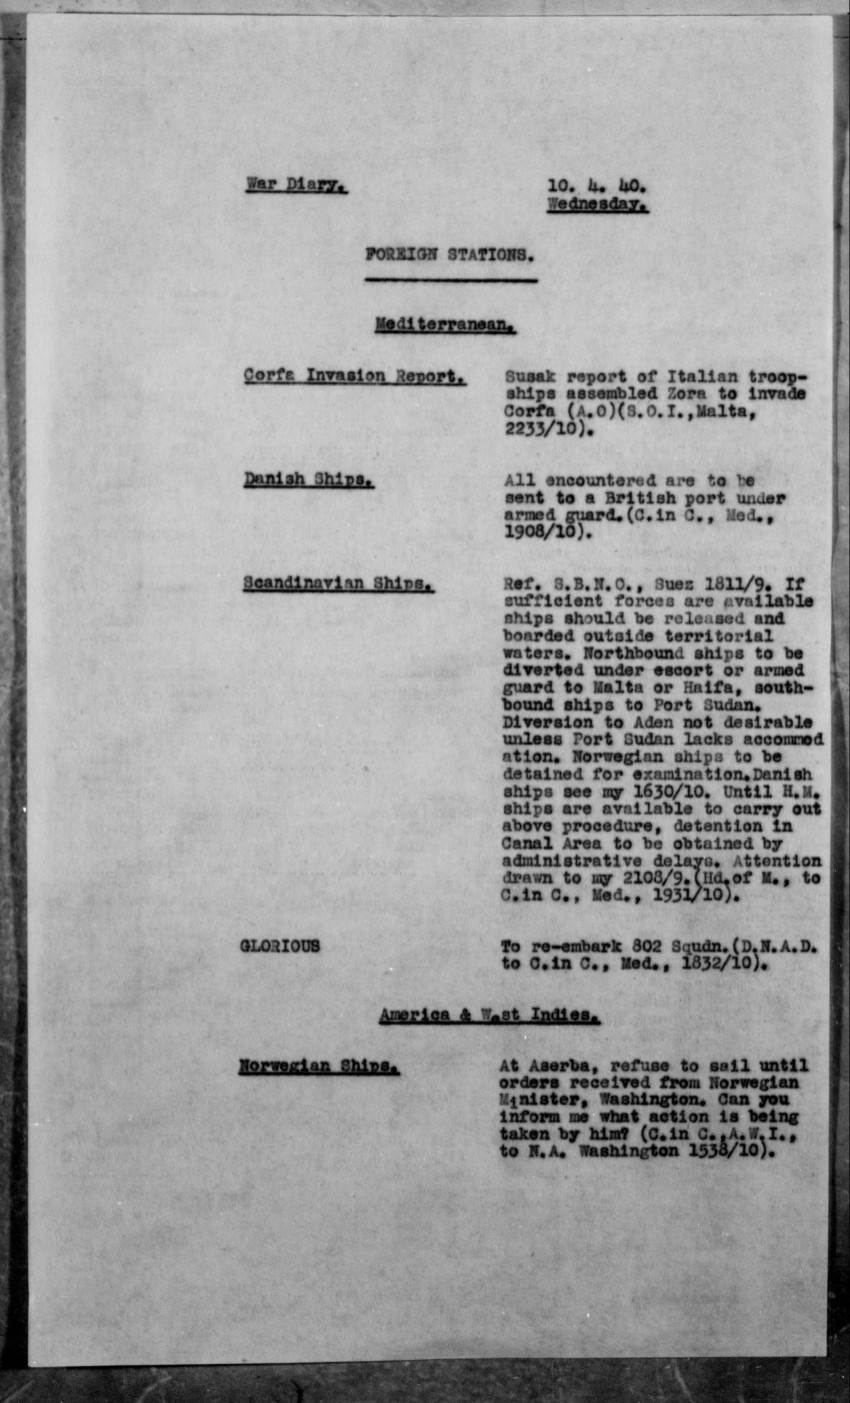 War Diary. 10. 4. 40.
Wednesday.
FOREIGN STATIONS.
Mediterranean.
Corfa Invasion Report. Susak report of Italian troop-
ships assembled Zora to invade
Corfa (A.O)(S.O.I.,Malta,
2233/10).
Danish Ships. All encountered are to be
sent to a British port under
armed guard.(C.in C., Med.,
1908/10).
Scandinavian Ships. Ref. S.B.N.O., Suez 1811/9. If
sufficient forces are available
ships should be released and
boarded outside territorial
waters. Northbound ships to be
diverted under escort or armed
guard to Malta or Haifa, south-
bound ships to Port Sudan.
Diversion to Aden not desirable
unless Port Sudan lacks accommod
ation. Norwegian ships to be
detained for examination.Danish
ships see my 1630/10. Until H.M.
ships are available to carry out
above procedure, detention in
Canal Area to be obtained by
administrative delays. Attention
drawn to my 2108/9.(Hd.of M., to
C.in C., Med., 1931/10).
GLORIOUS To re-embark 802 Squdn.(D.N.A.D.
to C.in C., Med., 1832/10).
America & West Indies.
Norwegian Ships. At Aserba, refuse to sail until
orders received from Norwegian
Minister, Washington. Can you
inform me what action is being
taken by him? (C.in C.,A.W.I.,
to N.A. Washington 1538/10).